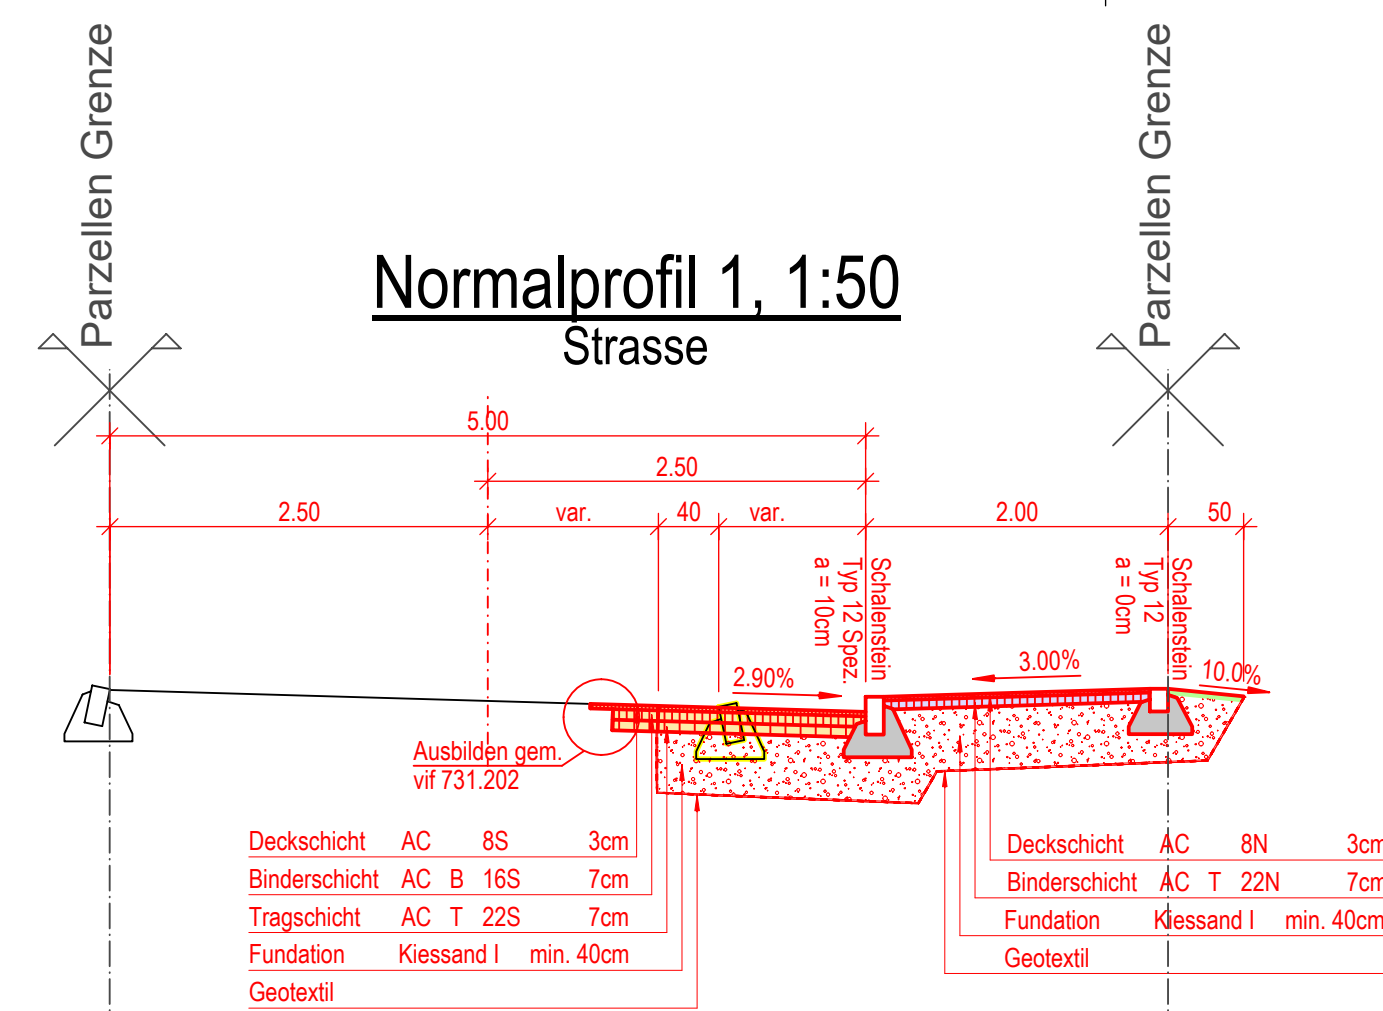 Parzellen Grenze
Parzellen Grenze
Normalprofil 1, 1:50
Strasse
5.00
2.50
2.50 var. 40 var. 2.00 50
Schalenstein
Typ 12 Spez.
a = 10cm
Schalenstein
Typ 12
a = 0cm
2.90%
3.00%
10.0%
Ausbilden gem.
vif 731.202
Deckschicht AC 8S 3cm
Binderschicht AC B 16S 7cm
Tragschicht AC T 22S 7cm
Fundation Kiessand I min. 40cm
Geotextil
Deckschicht AC 8N 3cm
Binderschicht AC T 22N 7cm
Fundation Kiessand I min. 40cm
Geotextil